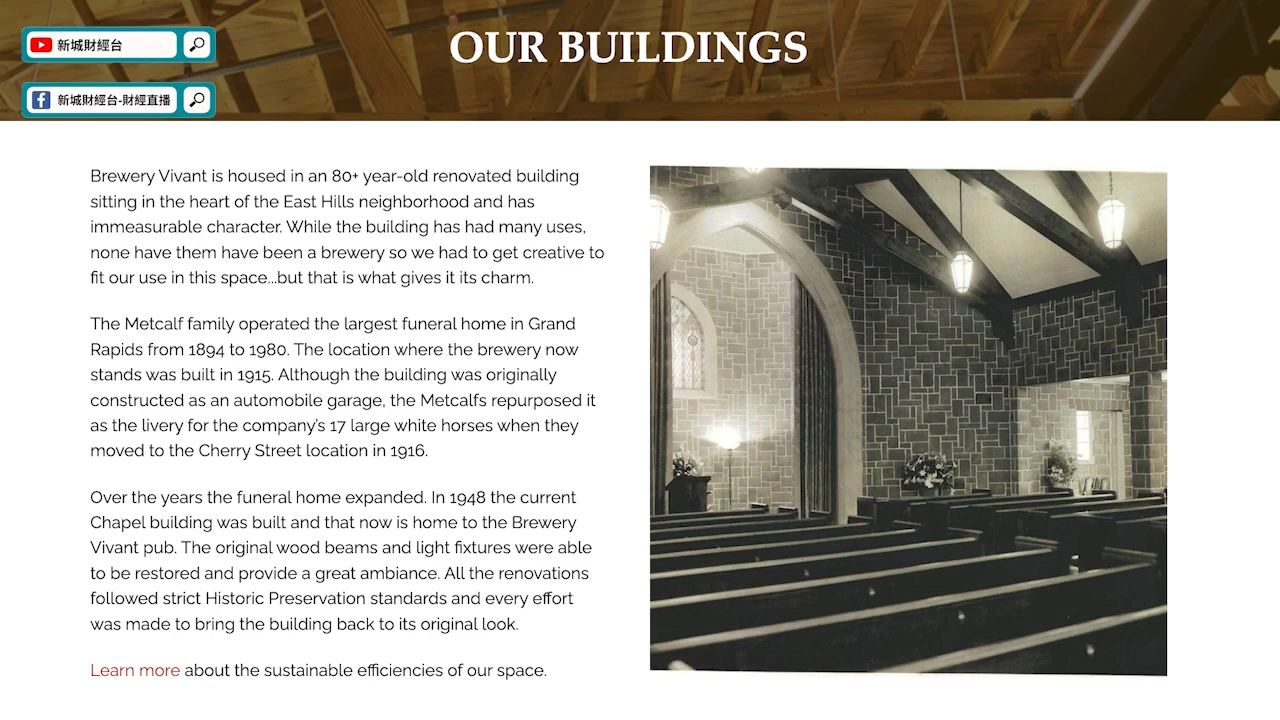 新城財經台
新城財經台-財經直播
OUR BUILDINGS
Brewery Vivant is housed in an 80+ year-old renovated building
sitting in the heart of the East Hills neighborhood and has
immeasurable character. While the building has had many uses,
none have them have been a brewery so we had to get creative to
fit our use in this space...but that is what gives it its charm.
The Metcalf family operated the largest funeral home in Grand
Rapids from 1894 to 1980. The location where the brewery now
stands was built in 1915. Although the building was originally
constructed as an automobile garage, the Metcalfs repurposed it
as the livery for the company's 17 large white horses when they
moved to the Cherry Street location in 1916.
Over the years the funeral home expanded. In 1948 the current
Chapel building was built and that now is home to the Brewery
Vivant pub. The original wood beams and light fixtures were able
to be restored and provide a great ambiance. All the renovations
followed strict Historic Preservation standards and every effort
was made to bring the building back to its original look.
Learn more about the sustainable efficiencies of our space.